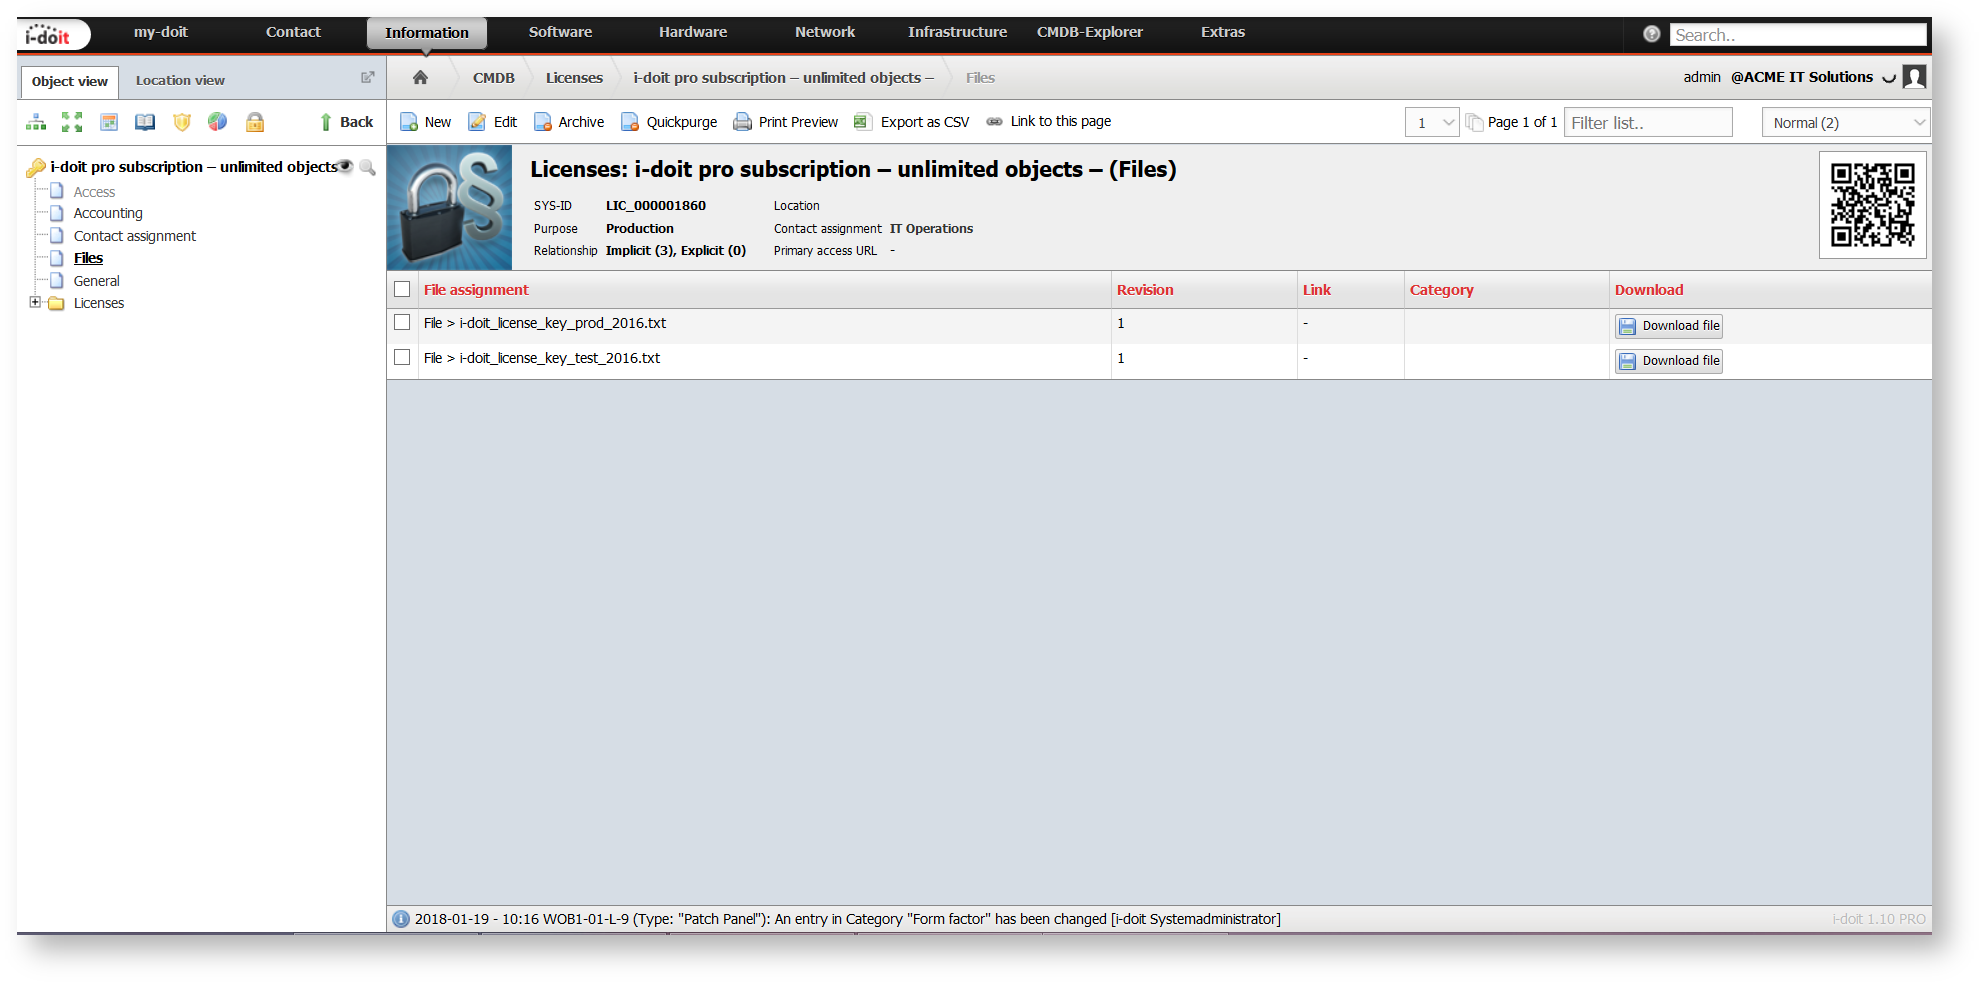 i-doit my-doit Contact Information Software Hardware Network Infrastructure CMDB-Explorer Extras Search..
Object view Location view CMDB Licenses i-doit pro subscription – unlimited objects – Files admin @ACME IT Solutions
Back New Edit Archive Quickpurge Print Preview Export as CSV Link to this page 1 Page 1 of 1 Filter list.. Normal (2)
i-doit pro subscription – unlimited objects
Access
Accounting
Contact assignment
Files
General
Licenses
Licenses: i-doit pro subscription – unlimited objects – (Files)
SYS-ID LIC_000001860 Location
Purpose Production Contact assignment IT Operations
Relationship Implicit (3), Explicit (0) Primary access URL -
File assignment Revision Link Category Download
File > i-doit_license_key_prod_2016.txt 1 - Download file
File > i-doit_license_key_test_2016.txt 1 - Download file
2018-01-19 - 10:16 WOB1-01-L-9 (Type: "Patch Panel"): An entry in Category "Form factor" has been changed [i-doit Systemadministrator] i-doit 1.10 PRO